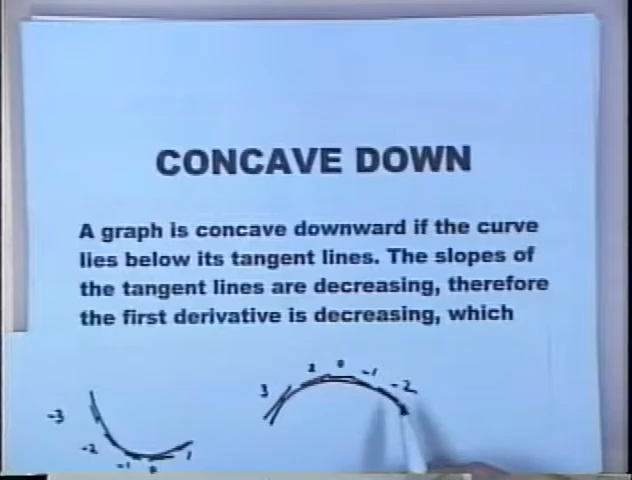 CONCAVE DOWN
A graph is concave downward if the curve
lies below its tangent lines. The slopes of
the tangent lines are decreasing, therefore
the first derivative is decreasing, which
3 2 0 -1 -2
-3 -2 -1 0 1